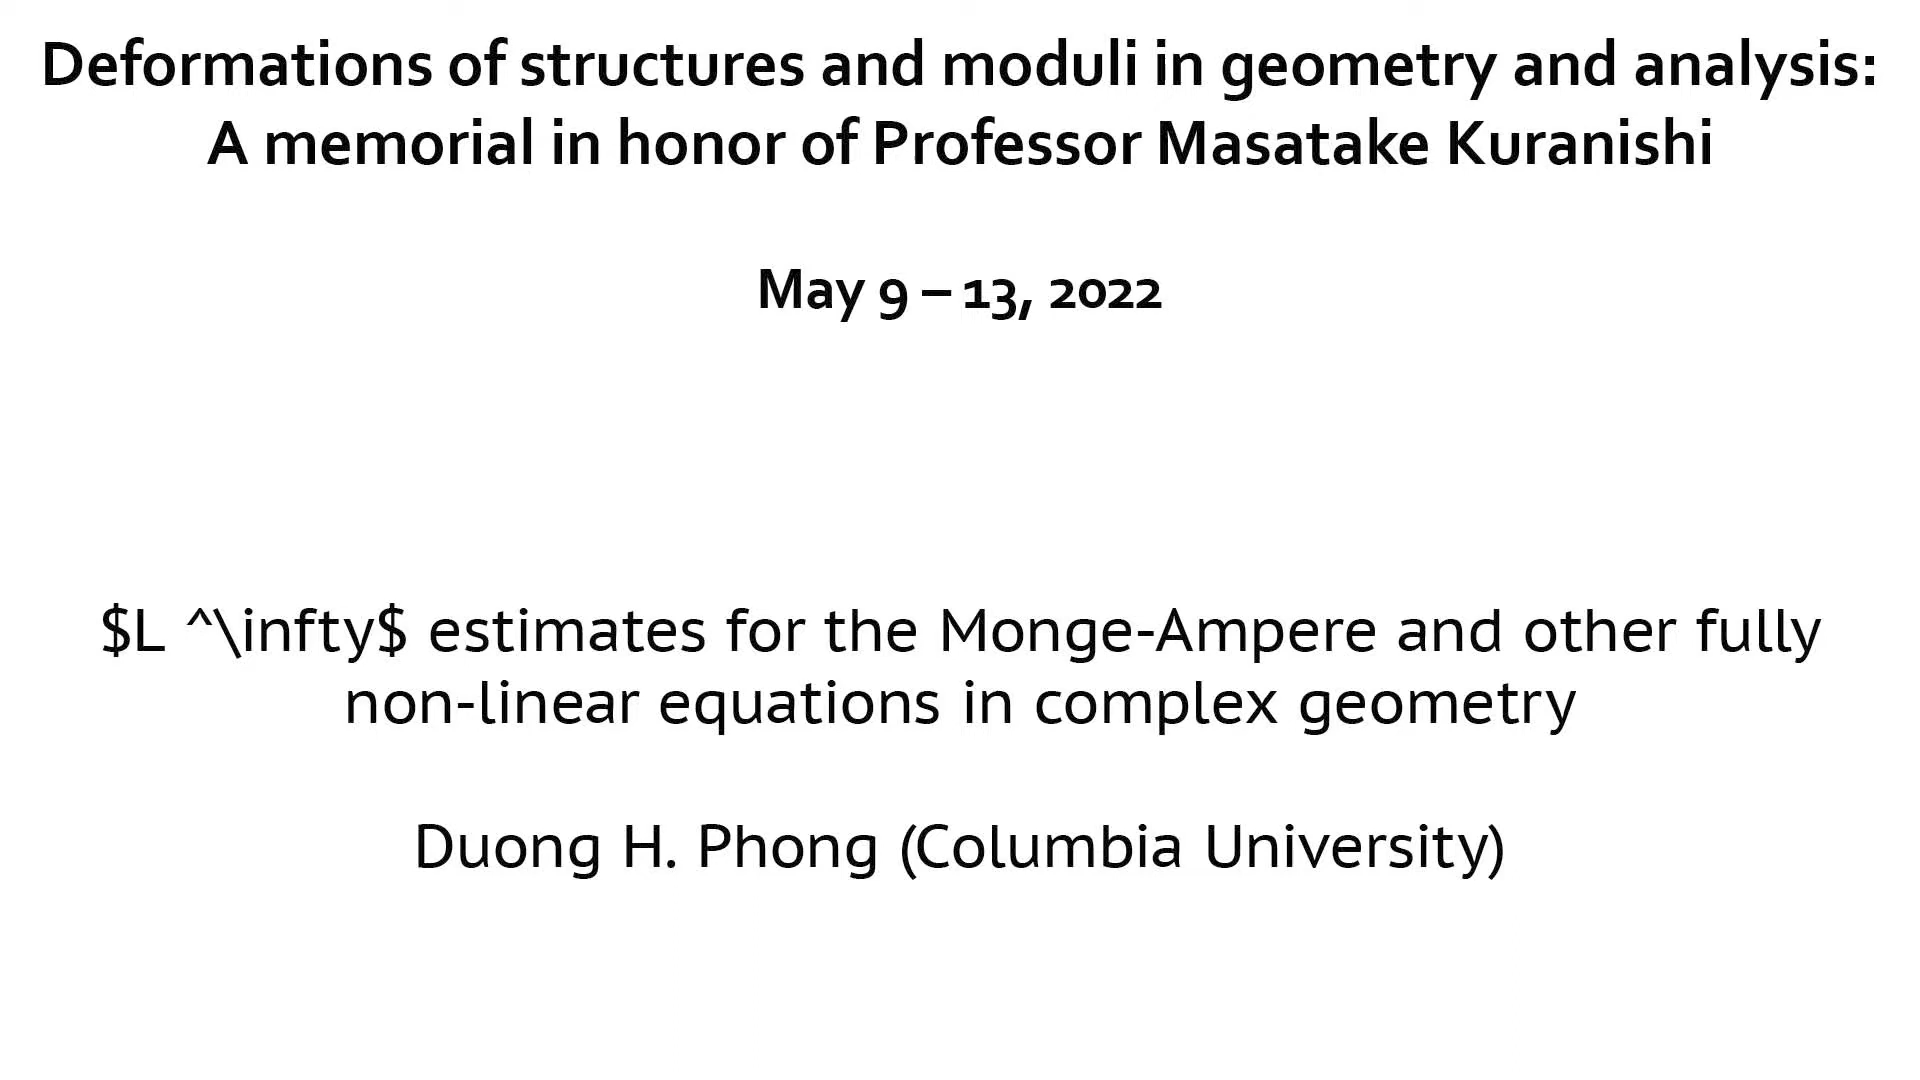 Deformations of structures and moduli in geometry and analysis:
A memorial in honor of Professor Masatake Kuranishi
May 9 – 13, 2022
$L ^\infty$ estimates for the Monge-Ampere and other fully
non-linear equations in complex geometry
Duong H. Phong (Columbia University)